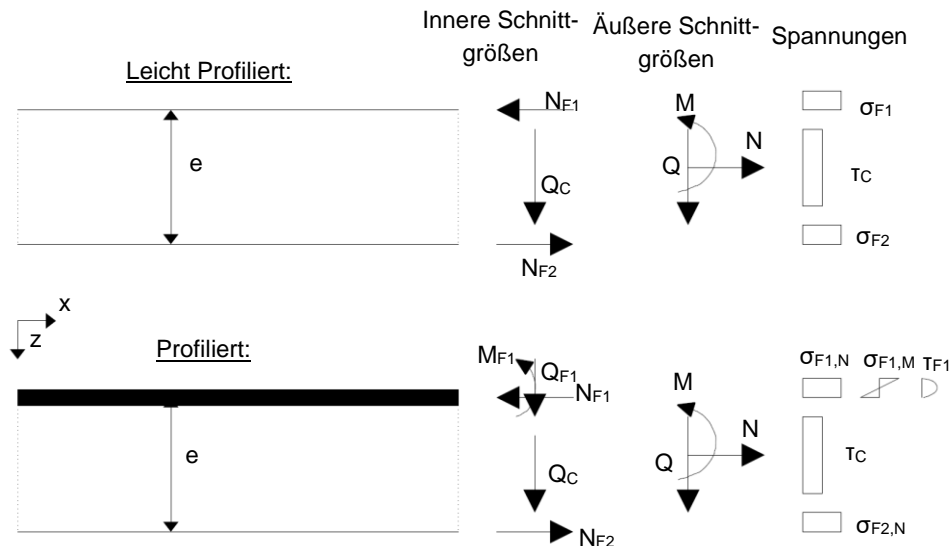 Innere Schnitt-
größen
Äußere Schnitt-
größen
Spannungen
Leicht Profiliert:
NF1
M
σF1
e
N
Q
QC
τC
NF2
σF2
x
z
Profiliert:
MF1
QF1
NF1
M
σF1,N
σF1,M
τF1
e
N
Q
QC
τC
NF2
σF2,N